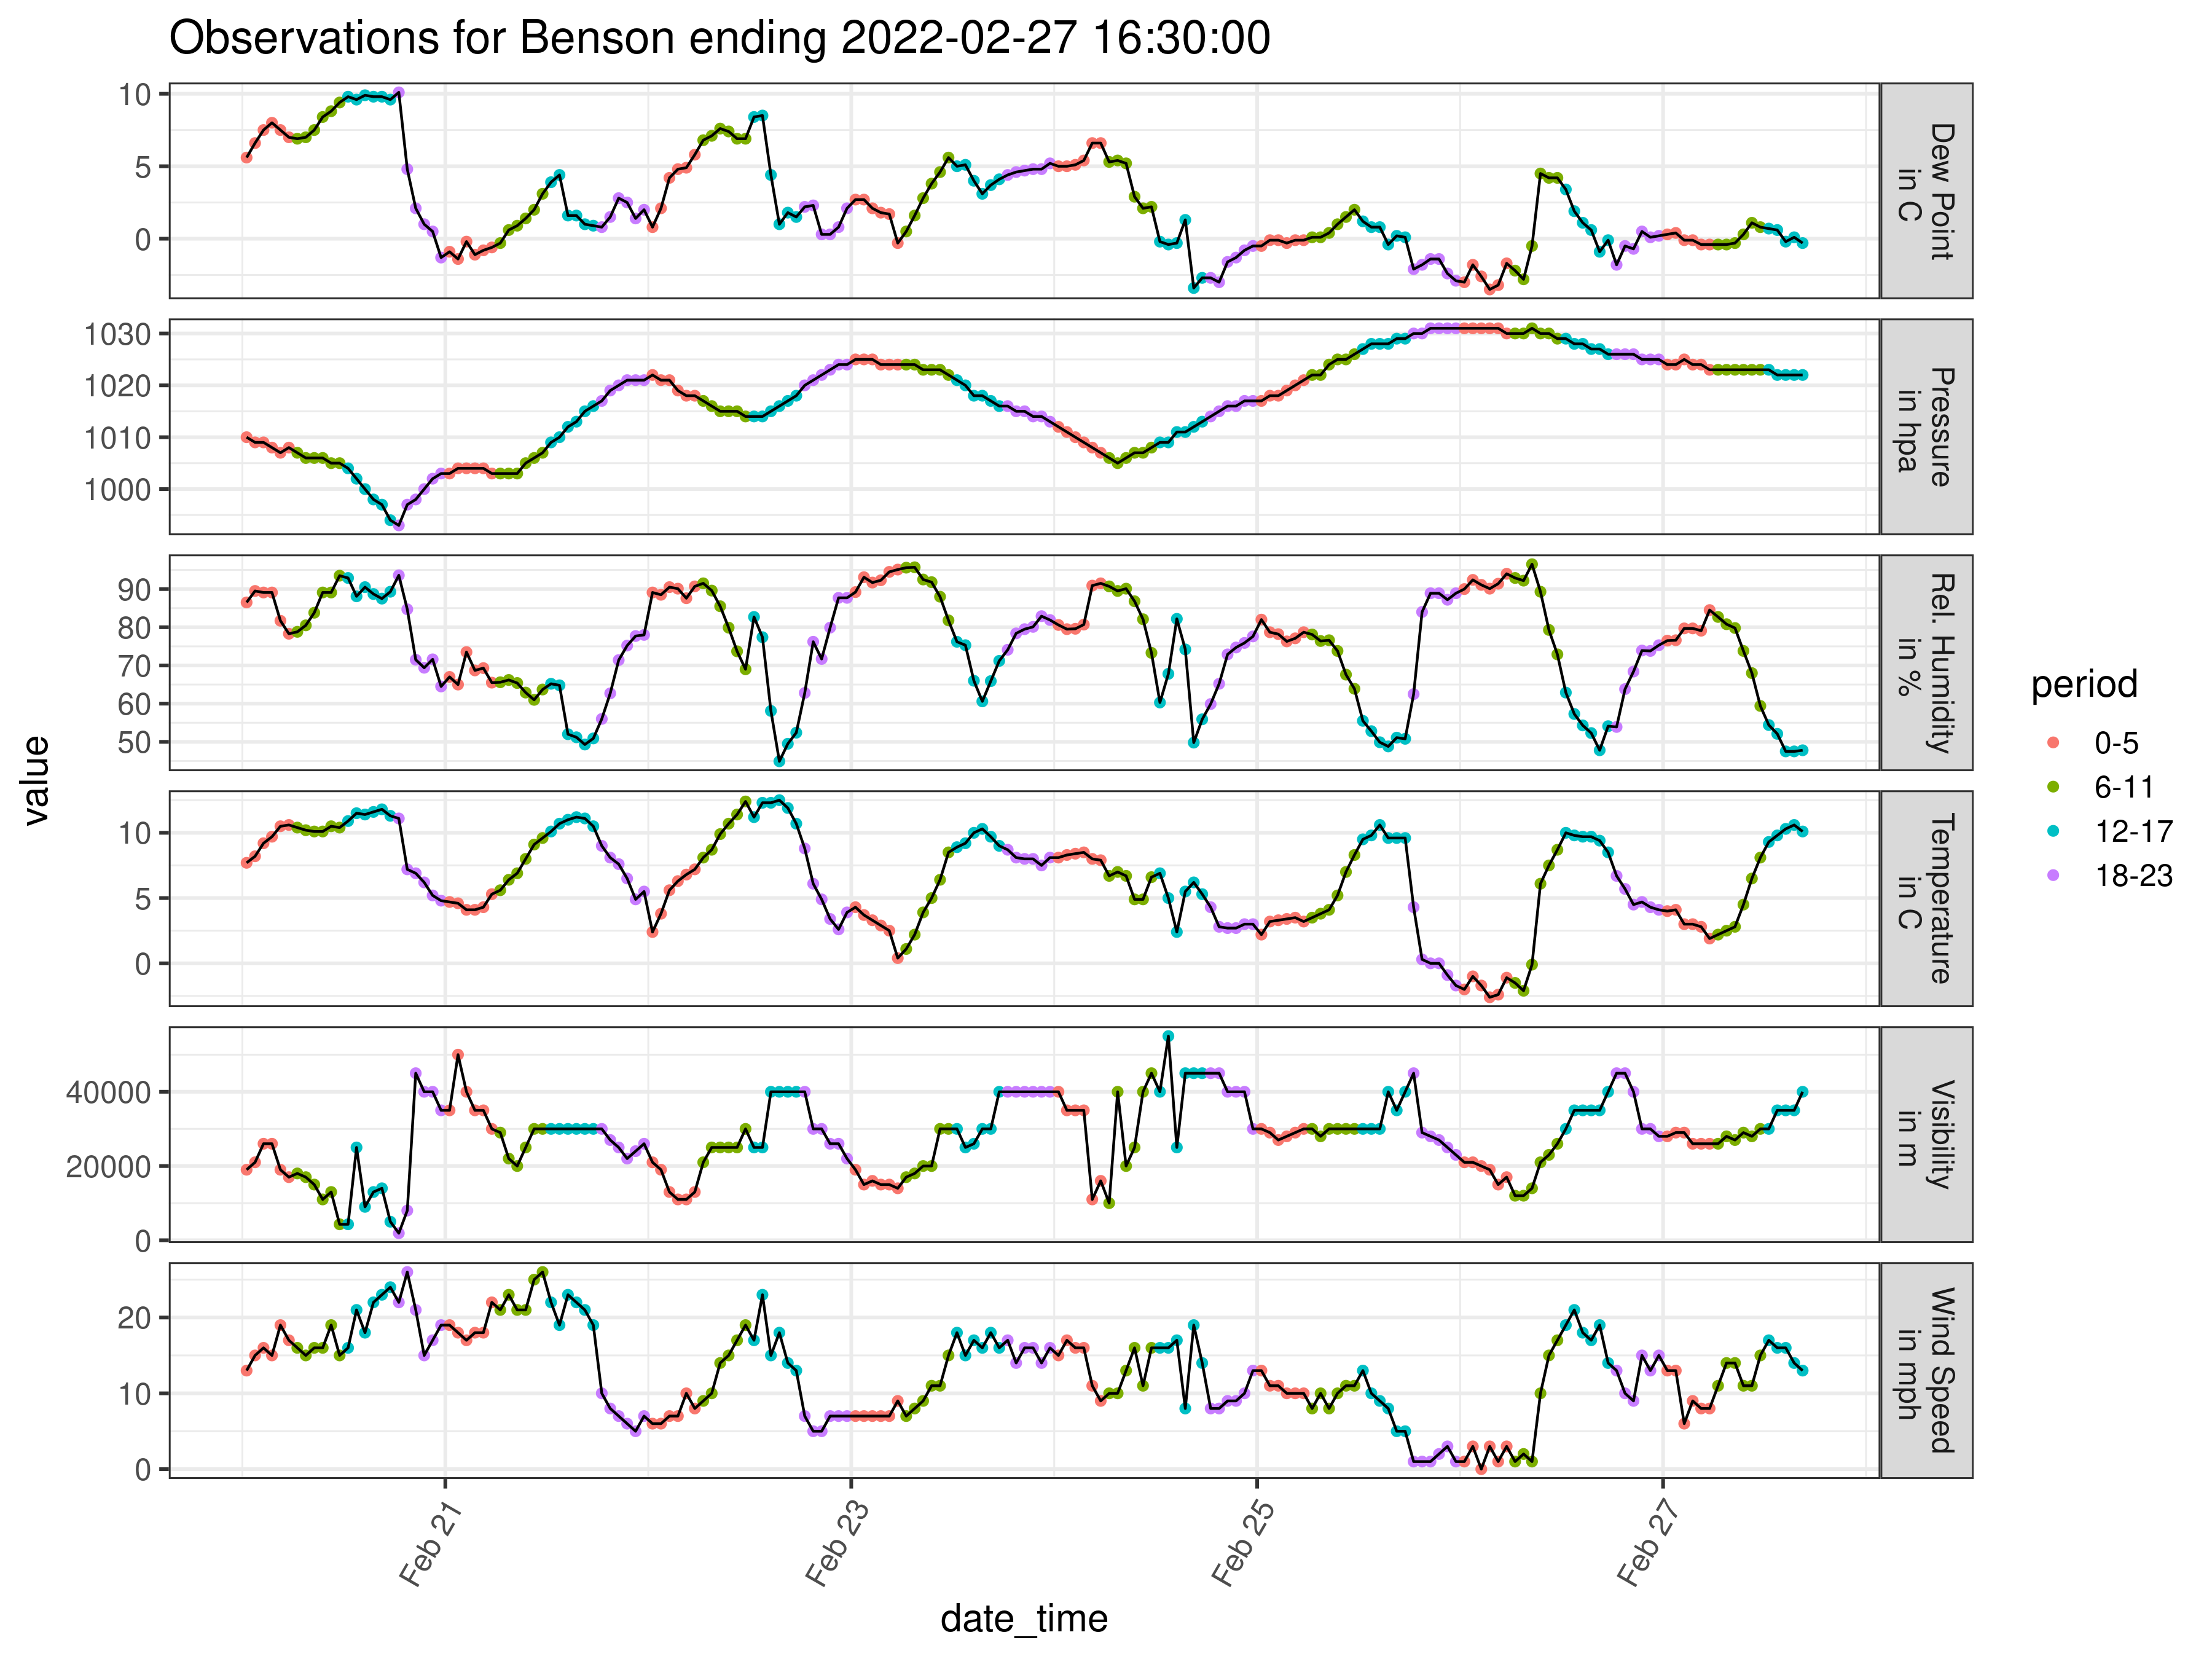 Observations for Benson ending 2022-02-27 16:30:00
value
10
5
0
Dew Point
in C
1030
1020
1010
1000
Pressure
in hpa
90
80
70
60
50
Rel. Humidity
in %
10
5
0
Temperature
in C
40000
20000
0
Visibility
in m
20
10
0
Wind Speed
in mph
Feb 21
Feb 23
Feb 25
Feb 27
date_time
period
0-5
6-11
12-17
18-23